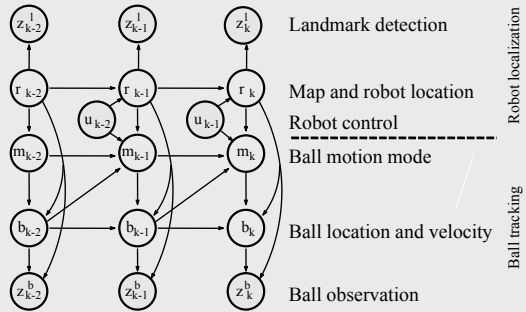 z^l_{k-2} z^l_{k-1} z^l_k Landmark detection
r_{k-2} r_{k-1} r_k Map and robot location
u_{k-2} u_{k-1} Robot control
m_{k-2} m_{k-1} m_k Ball motion mode
b_{k-2} b_{k-1} b_k Ball location and velocity
z^b_{k-2} z^b_{k-1} z^b_k Ball observation
Robot localization
Ball tracking